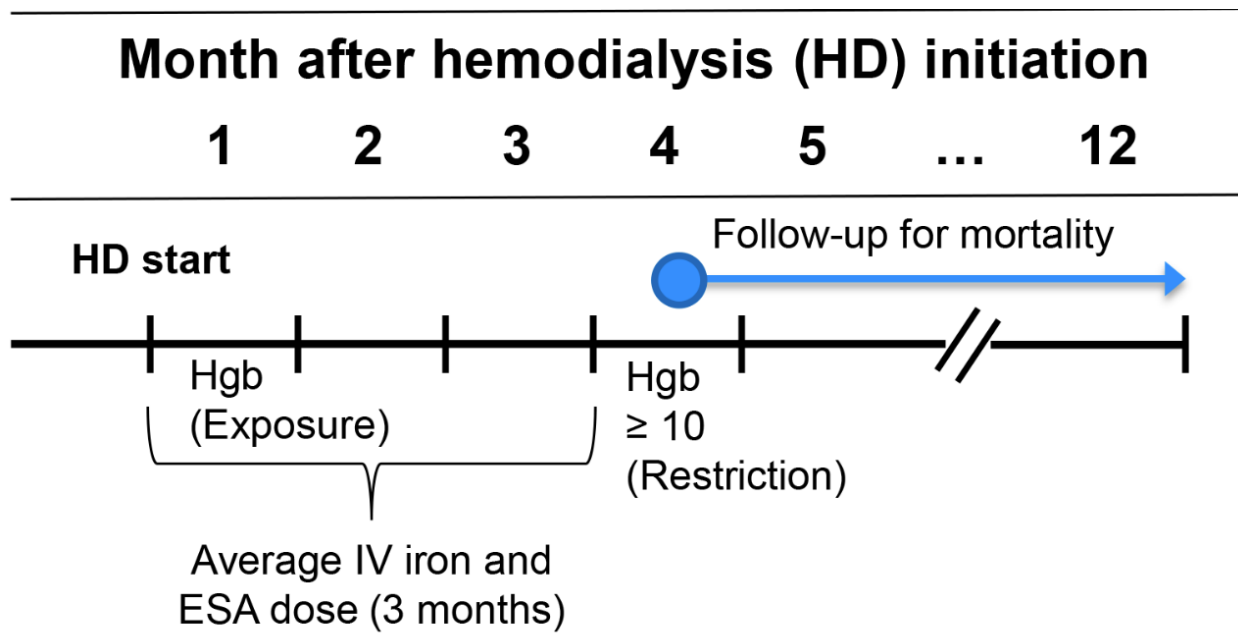 Month after hemodialysis (HD) initiation
1 2 3 4 5 ... 12
Follow-up for mortality
HD start
Hgb
(Exposure)
Hgb
≥ 10
(Restriction)
Average IV iron and
ESA dose (3 months)